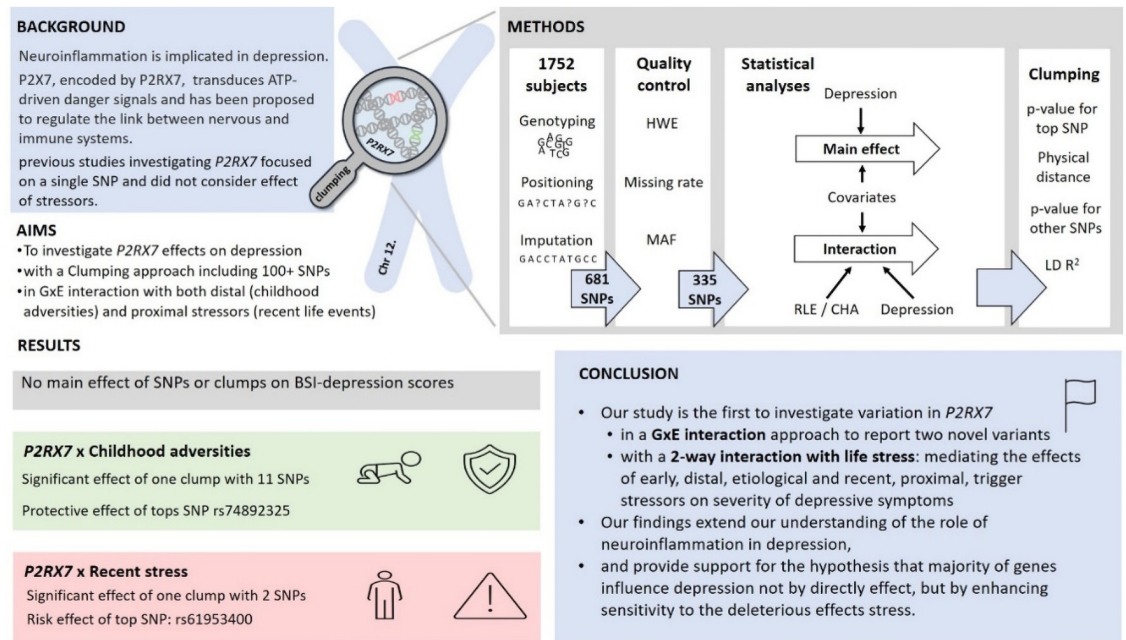 BACKGROUND
Neuroinflammation is implicated in depression.
P2X7, encoded by P2RX7, transduces ATP-
driven danger signals and has been proposed
to regulate the link between nervous and
immune systems.
previous studies investigating P2RX7 focused
on a single SNP and did not consider effect
of stressors.
P2RX7
clumping
Chr 12.
AIMS
•To investigate P2RX7 effects on depression
•with a Clumping approach including 100+ SNPs
•in GxE interaction with both distal (childhood
adversities) and proximal stressors (recent life events)
METHODS
1752
subjects
Genotyping
Positioning
GA?CTA?G?C
Imputation
GACCTATGCC
681
SNPs
Quality
control
HWE
Missing rate
MAF
335
SNPs
Statistical
analyses
Depression
Main effect
Covariates
Interaction
RLE / CHA
Depression
Clumping
p-value for
top SNP
Physical
distance
p-value for
other SNPs
LD R²
RESULTS
No main effect of SNPs or clumps on BSI-depression scores
P2RX7 x Childhood adversities
Significant effect of one clump with 11 SNPs
Protective effect of tops SNP rs74892325
P2RX7 x Recent stress
Significant effect of one clump with 2 SNPs
Risk effect of top SNP: rs61953400
CONCLUSION
• Our study is the first to investigate variation in P2RX7
• in a GxE interaction approach to report two novel variants
• with a 2-way interaction with life stress: mediating the effects
of early, distal, etiological and recent, proximal, trigger
stressors on severity of depressive symptoms
• Our findings extend our understanding of the role of
neuroinflammation in depression,
• and provide support for the hypothesis that majority of genes
influence depression not by directly effect, but by enhancing
sensitivity to the deleterious effects stress.